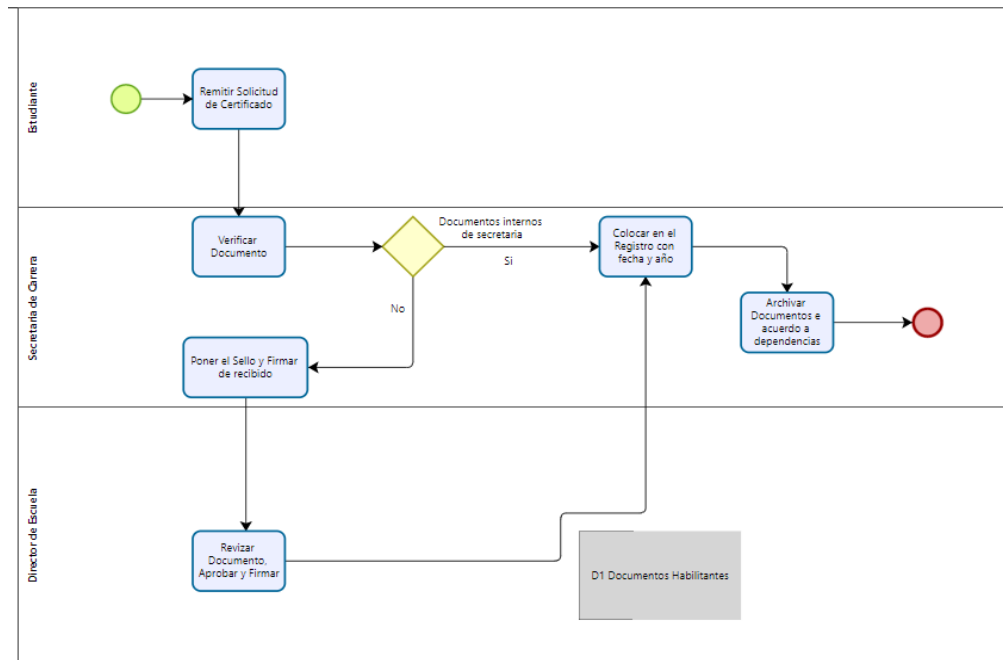 Estudiante
Remitir Solicitud
de Certificado
Secretaría de Carrera
Verificar
Documento
Documentos internos
de secretaria
Si
No
Colocar en el
Registro con
fecha y año
Archivar
Documentos e
acuerdo a
dependencias
Poner el Sello y Firmar
de recibido
Director de Escuela
Revizar
Documento,
Aprobar y Firmar
D1 Documentos Habilitantes